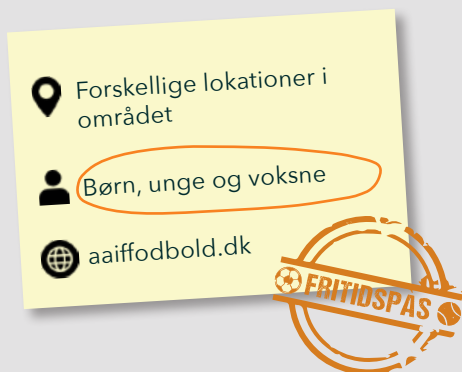 Forskellige lokationer i
området
Børn, unge og voksne
aaiffodbold.dk
FRITIDSPAS